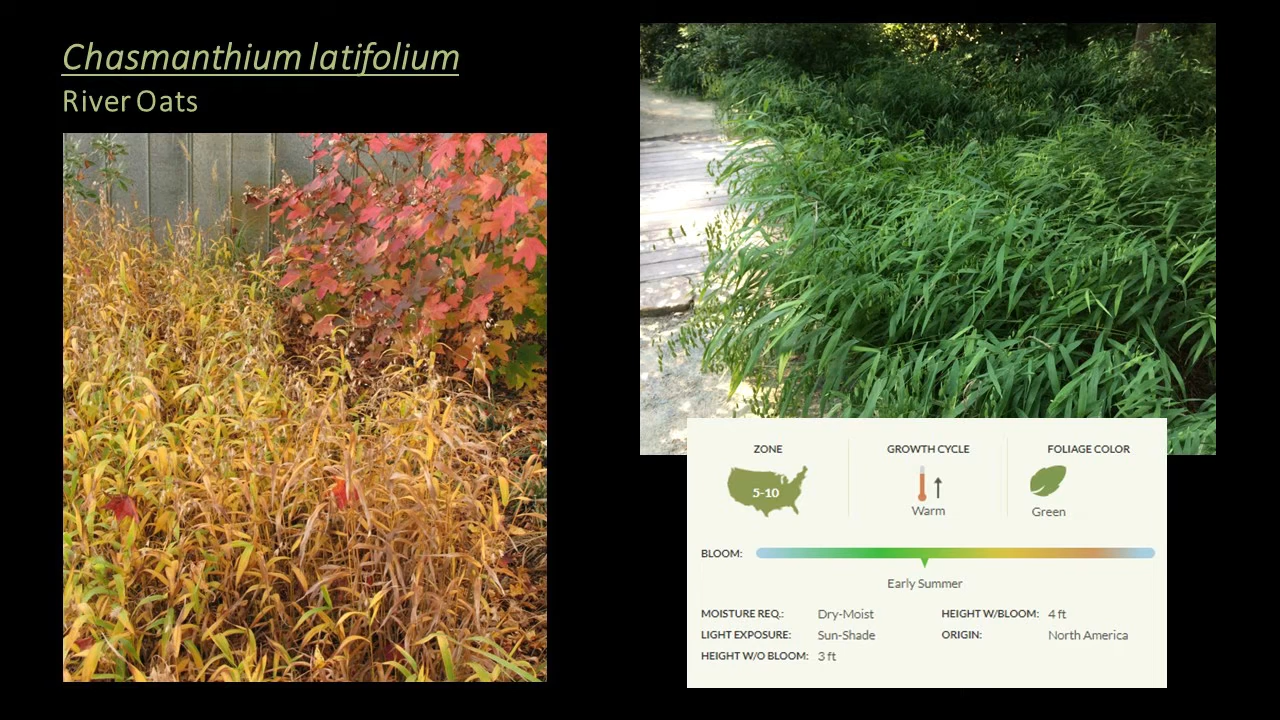 Chasmanthium latifolium
River Oats
ZONE
GROWTH CYCLE
FOLIAGE COLOR
5-10
Warm
Green
BLOOM:
Early Summer
MOISTURE REQ.: Dry-Moist
HEIGHT W/BLOOM: 4 ft
LIGHT EXPOSURE: Sun-Shade
ORIGIN: North America
HEIGHT W/O BLOOM: 3 ft